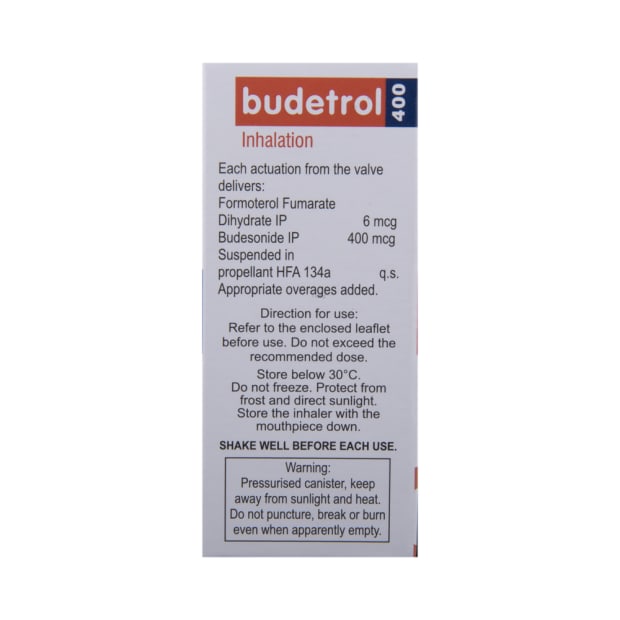 budetrol 400
Inhalation
Each actuation from the valve
delivers:
Formoterol Fumarate
Dihydrate IP 6 mcg
Budesonide IP 400 mcg
Suspended in
propellant HFA 134a q.s.
Appropriate overages added.
Direction for use:
Refer to the enclosed leaflet
before use. Do not exceed the
recommended dose.
Store below 30°C.
Do not freeze. Protect from
frost and direct sunlight.
Store the inhaler with the
mouthpiece down.
SHAKE WELL BEFORE EACH USE.
Warning:
Pressurised canister, keep
away from sunlight and heat.
Do not puncture, break or burn
even when apparently empty.